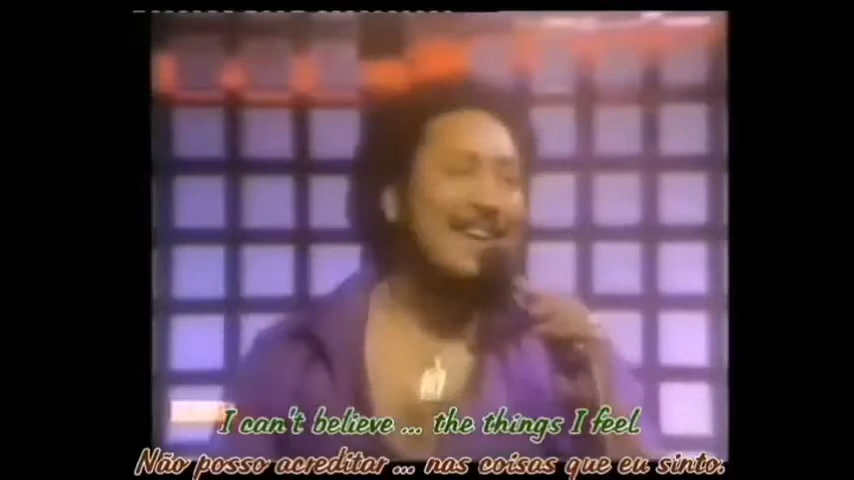 I can't believe ... the things I feel
Não posso acreditar ... nas coisas que eu sinto.